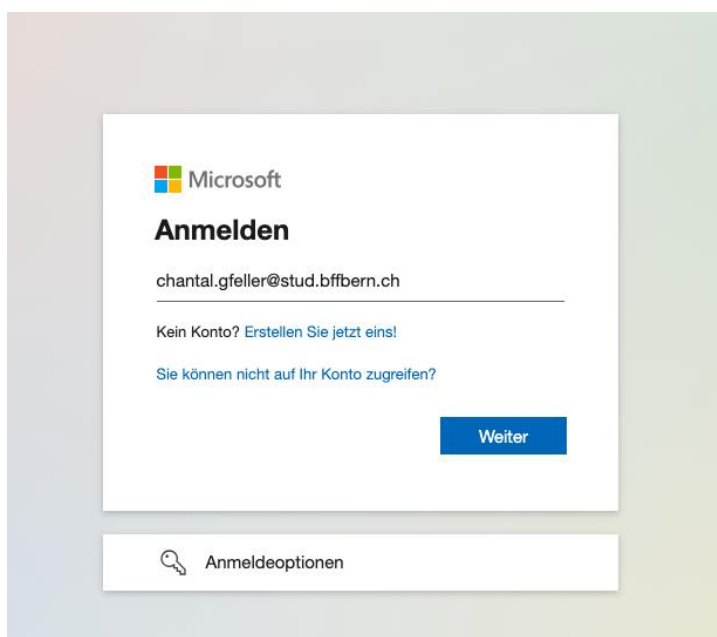 Microsoft
Anmelden
chantal.gfeller@stud.bffbern.ch
Kein Konto? Erstellen Sie jetzt eins!
Sie können nicht auf Ihr Konto zugreifen?
Weiter
Anmeldeoptionen